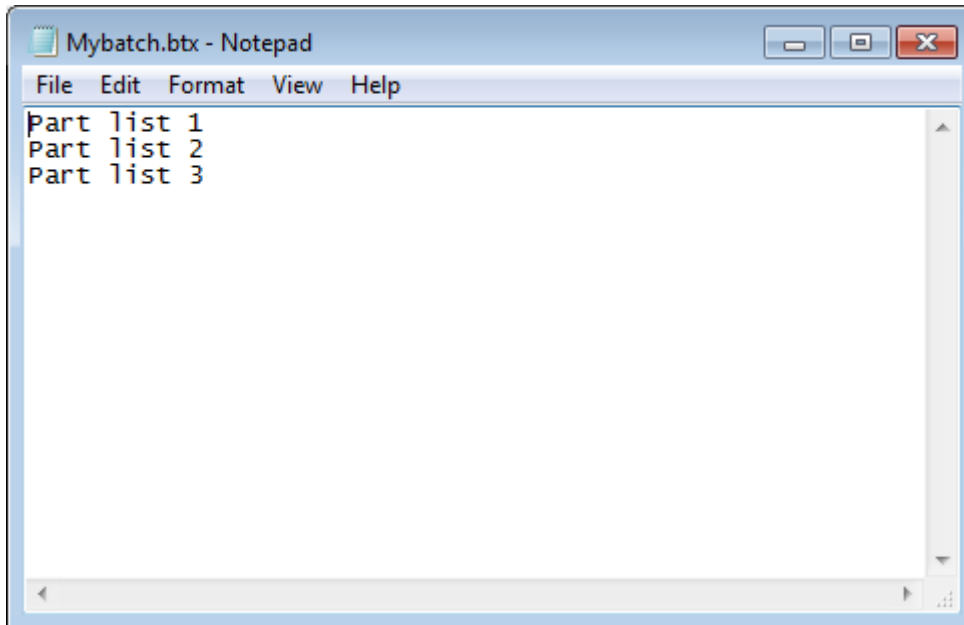 Mybatch.btx - Notepad
File Edit Format View Help
Part list 1
Part list 2
Part list 3